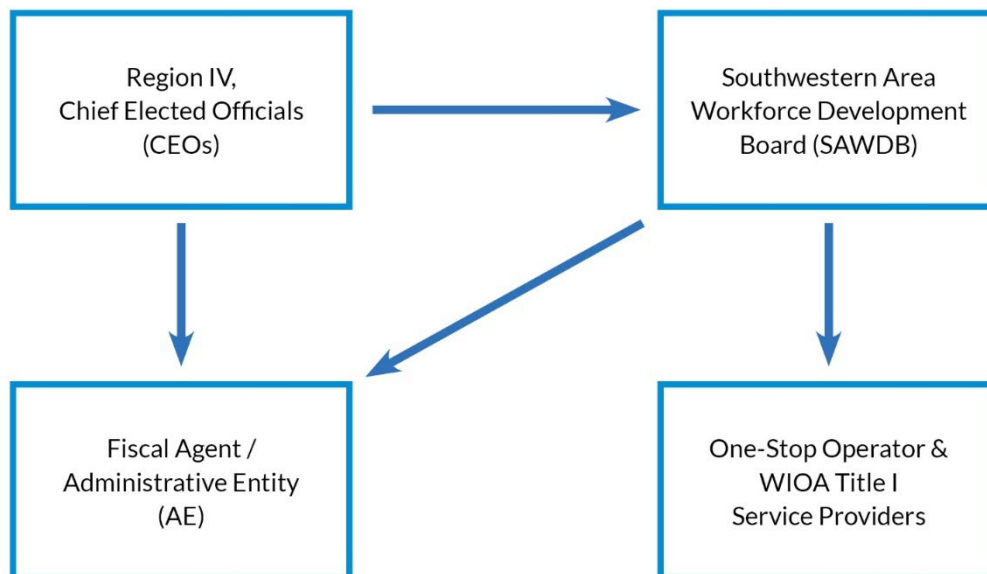 Region IV,
Chief Elected Officials
(CEOs)
Southwestern Area
Workforce Development
Board (SAWDB)
Fiscal Agent /
Administrative Entity
(AE)
One-Stop Operator &
WIOA Title I
Service Providers